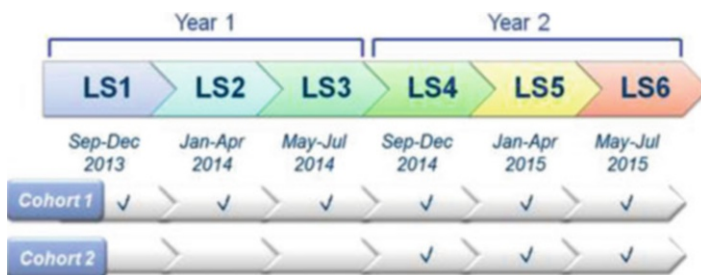 Year 1 Year 2
LS1 LS2 LS3 LS4 LS5 LS6
Sep-Dec Jan-Apr May-Jul Sep-Dec Jan-Apr May-Jul
2013 2014 2014 2014 2015 2015
Cohort 1 ✓ ✓ ✓ ✓ ✓ ✓
Cohort 2 ✓ ✓ ✓